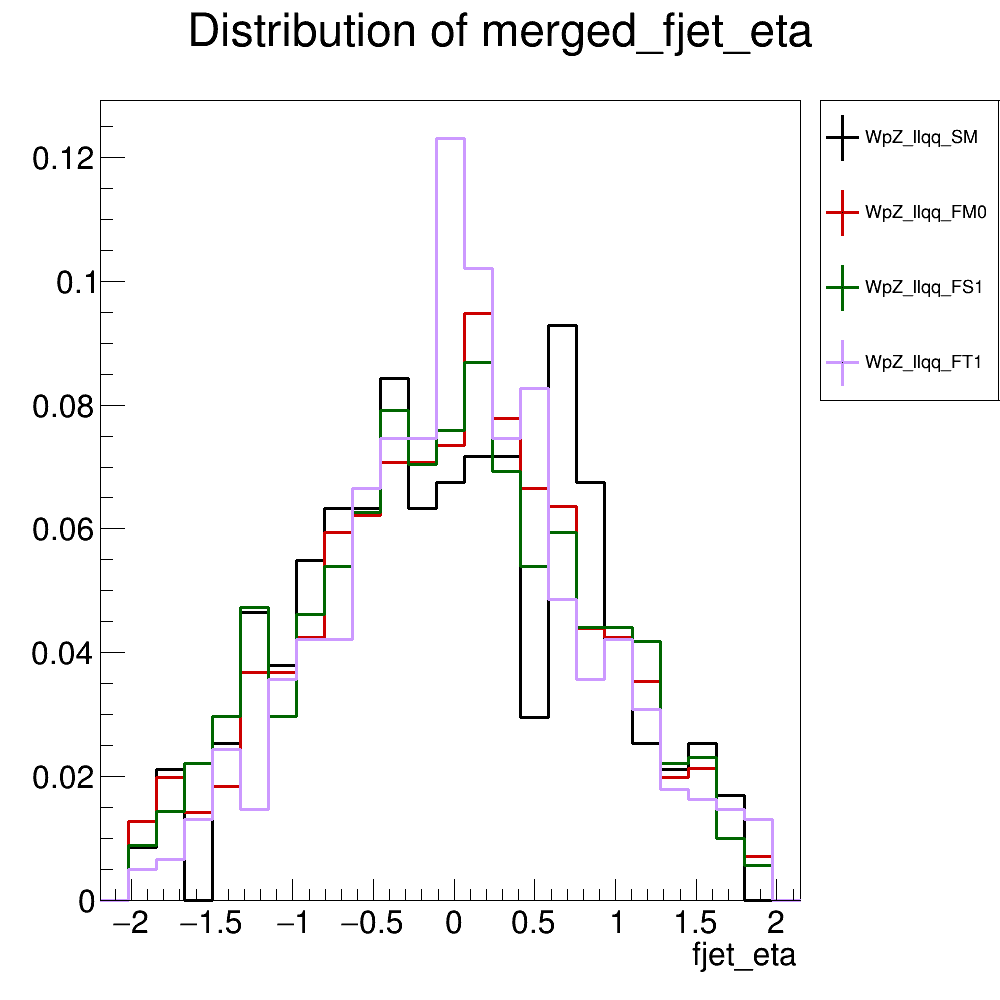 Distribution of merged_fjet_eta
WpZ_llqq_SM
WpZ_llqq_FM0
WpZ_llqq_FS1
WpZ_llqq_FT1
0.12
0.1
0.08
0.06
0.04
0.02
0
−2 −1.5 −1 −0.5 0 0.5 1 1.5 2
fjet_eta